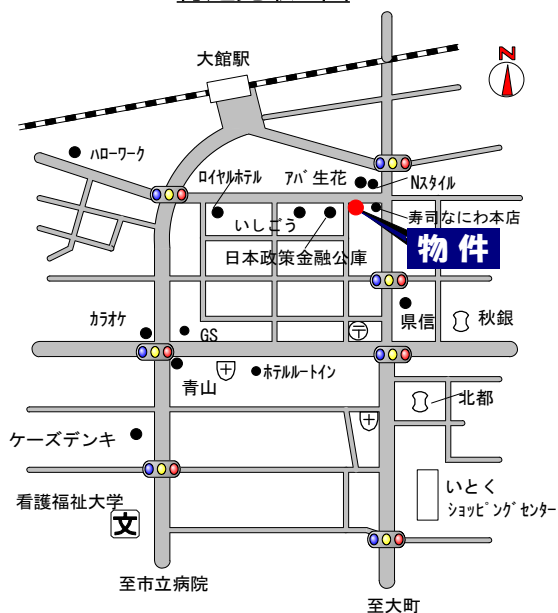 大館駅
N
ハローワーク
ロイヤルホテル
アバ生花
Nスタイル
いしごう
寿司なにわ本店
日本政策金融公庫
物件
カラオケ
GS
〒
県信
秋銀
青山
ホテルルートイン
北都
ケーズデンキ
看護福祉大学
文
いとく
ショッピングセンター
至市立病院
至大町